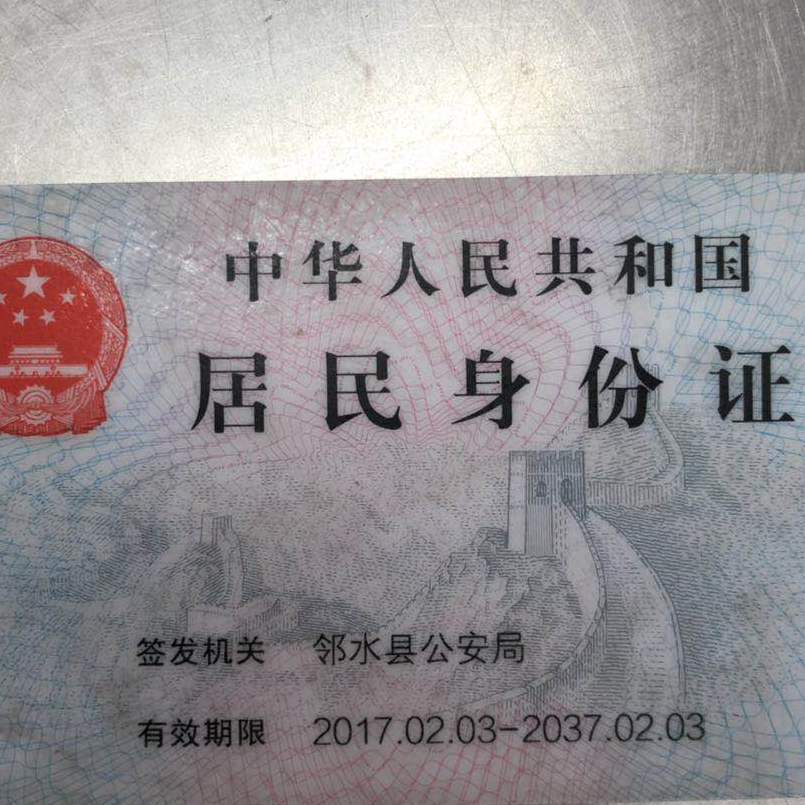 中华人民共和国
居民身份证
签发机关 邻水县公安局
有效期限 2017.02.03-2037.02.03